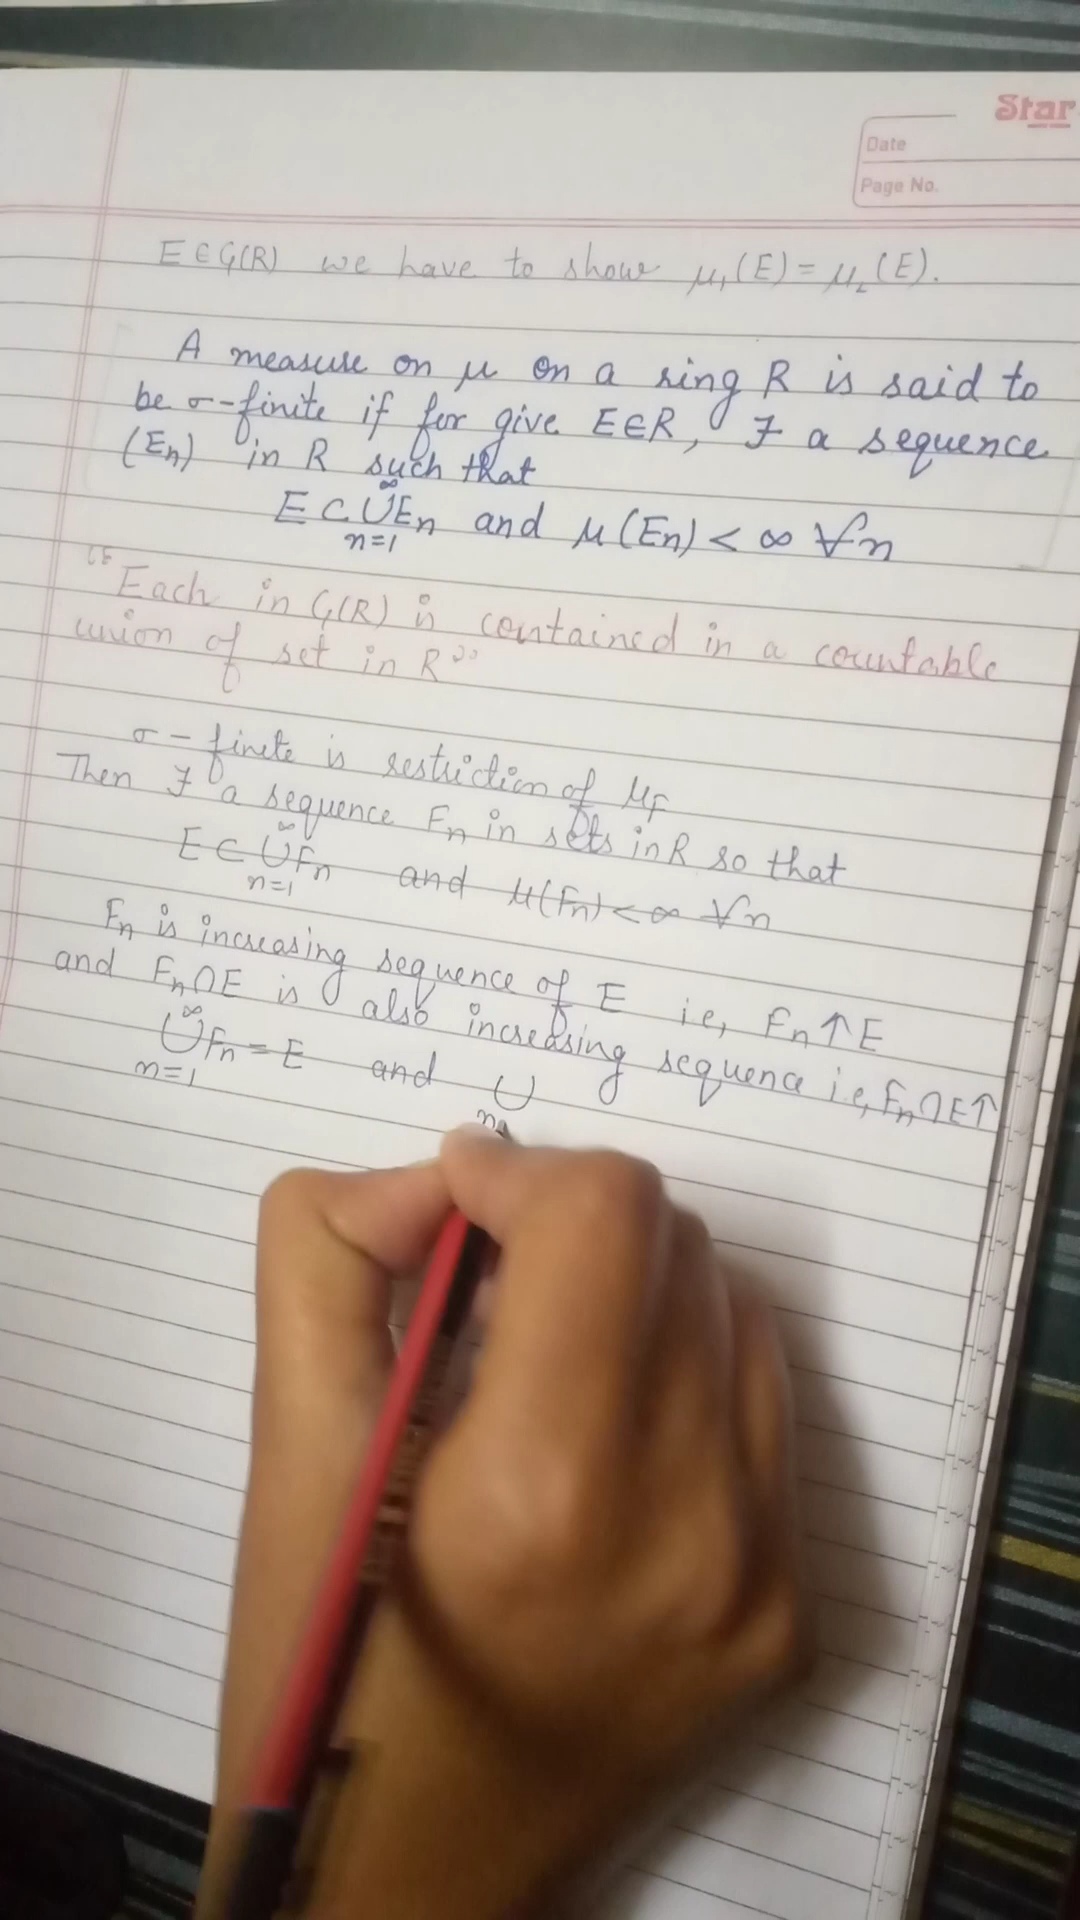 Star
Date
Page No.
E ∈ G(R) we have to show μ₁(E) = μ₂(E).
A measure on μ on a ring R is said to
be σ-finite if for give E∈R, ∃ a sequence
(En) in R such that
E ⊂ ∞∪n=1 En and μ(En) < ∞ ∀n
"Each in G(R) is contained in a countable
union of set in R"
σ-finite is restriction of μF
Then ∃ a sequence Fn in sets in R so that
E ⊂ ∞∪n=1 Fn and μ(Fn) < ∞ ∀n
Fn is increasing sequence of E i.e, Fn↑E
and Fn∩E is also increasing sequence i.e, Fn∩E↑
∞∪n=1 Fn = E and ∪n